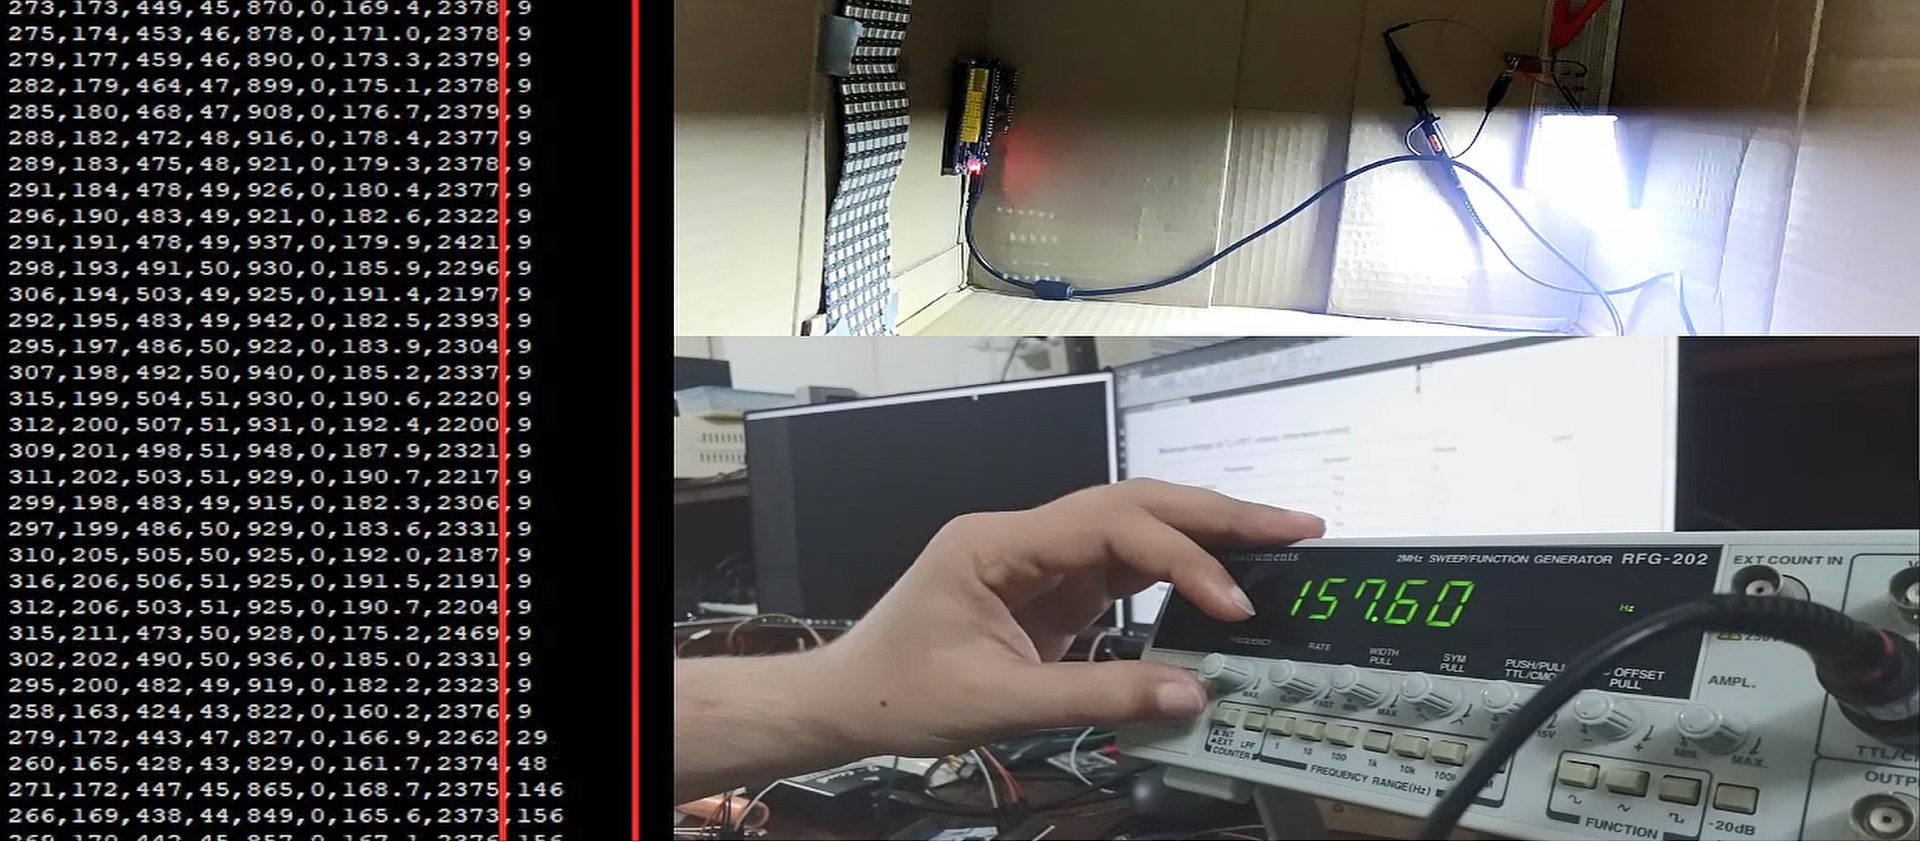 273,173,449,45,870,0,169.4,2378,9
275,174,453,46,878,0,171.0,2378,9
279,177,459,46,890,0,173.3,2379,9
282,179,464,47,899,0,175.1,2378,9
285,180,468,47,908,0,176.7,2379,9
288,182,472,48,916,0,178.4,2377,9
289,183,475,48,921,0,179.3,2378,9
291,184,478,49,926,0,180.4,2377,9
296,190,483,49,921,0,182.6,2322,9
291,191,478,49,937,0,179.9,2421,9
298,193,491,50,930,0,185.9,2296,9
306,194,503,49,925,0,191.4,2197,9
292,195,483,49,942,0,182.5,2393,9
295,197,486,50,922,0,183.9,2304,9
307,198,492,50,940,0,185.2,2337,9
315,199,504,51,930,0,190.6,2220,9
312,200,507,51,931,0,192.4,2200,9
309,201,498,51,948,0,187.9,2321,9
311,202,503,51,929,0,190.7,2217,9
299,198,483,49,915,0,182.3,2306,9
297,199,486,50,929,0,183.6,2331,9
310,205,505,50,925,0,192.0,2187,9
316,206,506,51,925,0,191.5,2191,9
312,206,503,51,925,0,190.7,2204,9
315,211,473,50,928,0,175.2,2469,9
302,202,490,50,936,0,185.0,2331,9
295,200,482,49,919,0,182.2,2323,9
258,163,424,43,822,0,160.2,2376,9
279,172,443,47,827,0,166.9,2262,29
260,165,428,43,829,0,161.7,2374,48
271,172,447,45,865,0,168.7,2375,146
266,169,438,44,849,0,165.6,2373,156
2MHz SWEEP/FUNCTION GENERATOR RFG-202
157.60
Hz
FREQUENCY RATE WIDTH PULL SYM PULL TTL/CMO OFFSET PULL
EXT COUNT IN
AMPL.
MAX. FAST MAX. 15V MIN. MAX.
INT
EXT LPF
COUNTER
1 10 100 1k 10k 100
FREQUENCY RANGE(Hz)
FUNCTION
-20dB
TTL/C
OUTP